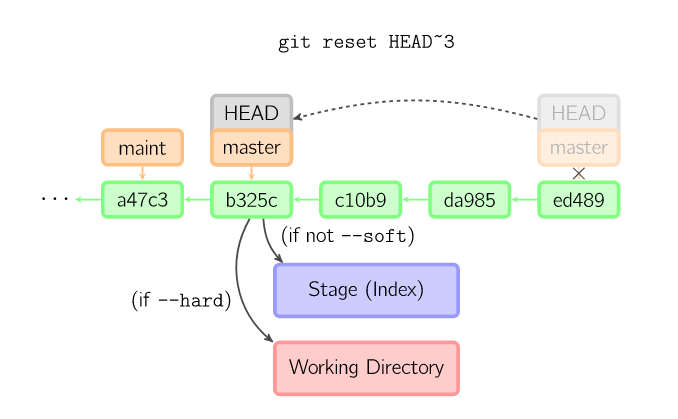 git reset HEAD~3
HEAD HEAD
maint master master
··· a47c3 b325c c10b9 da985 ed489
(if not --soft)
Stage (Index)
(if --hard)
Working Directory